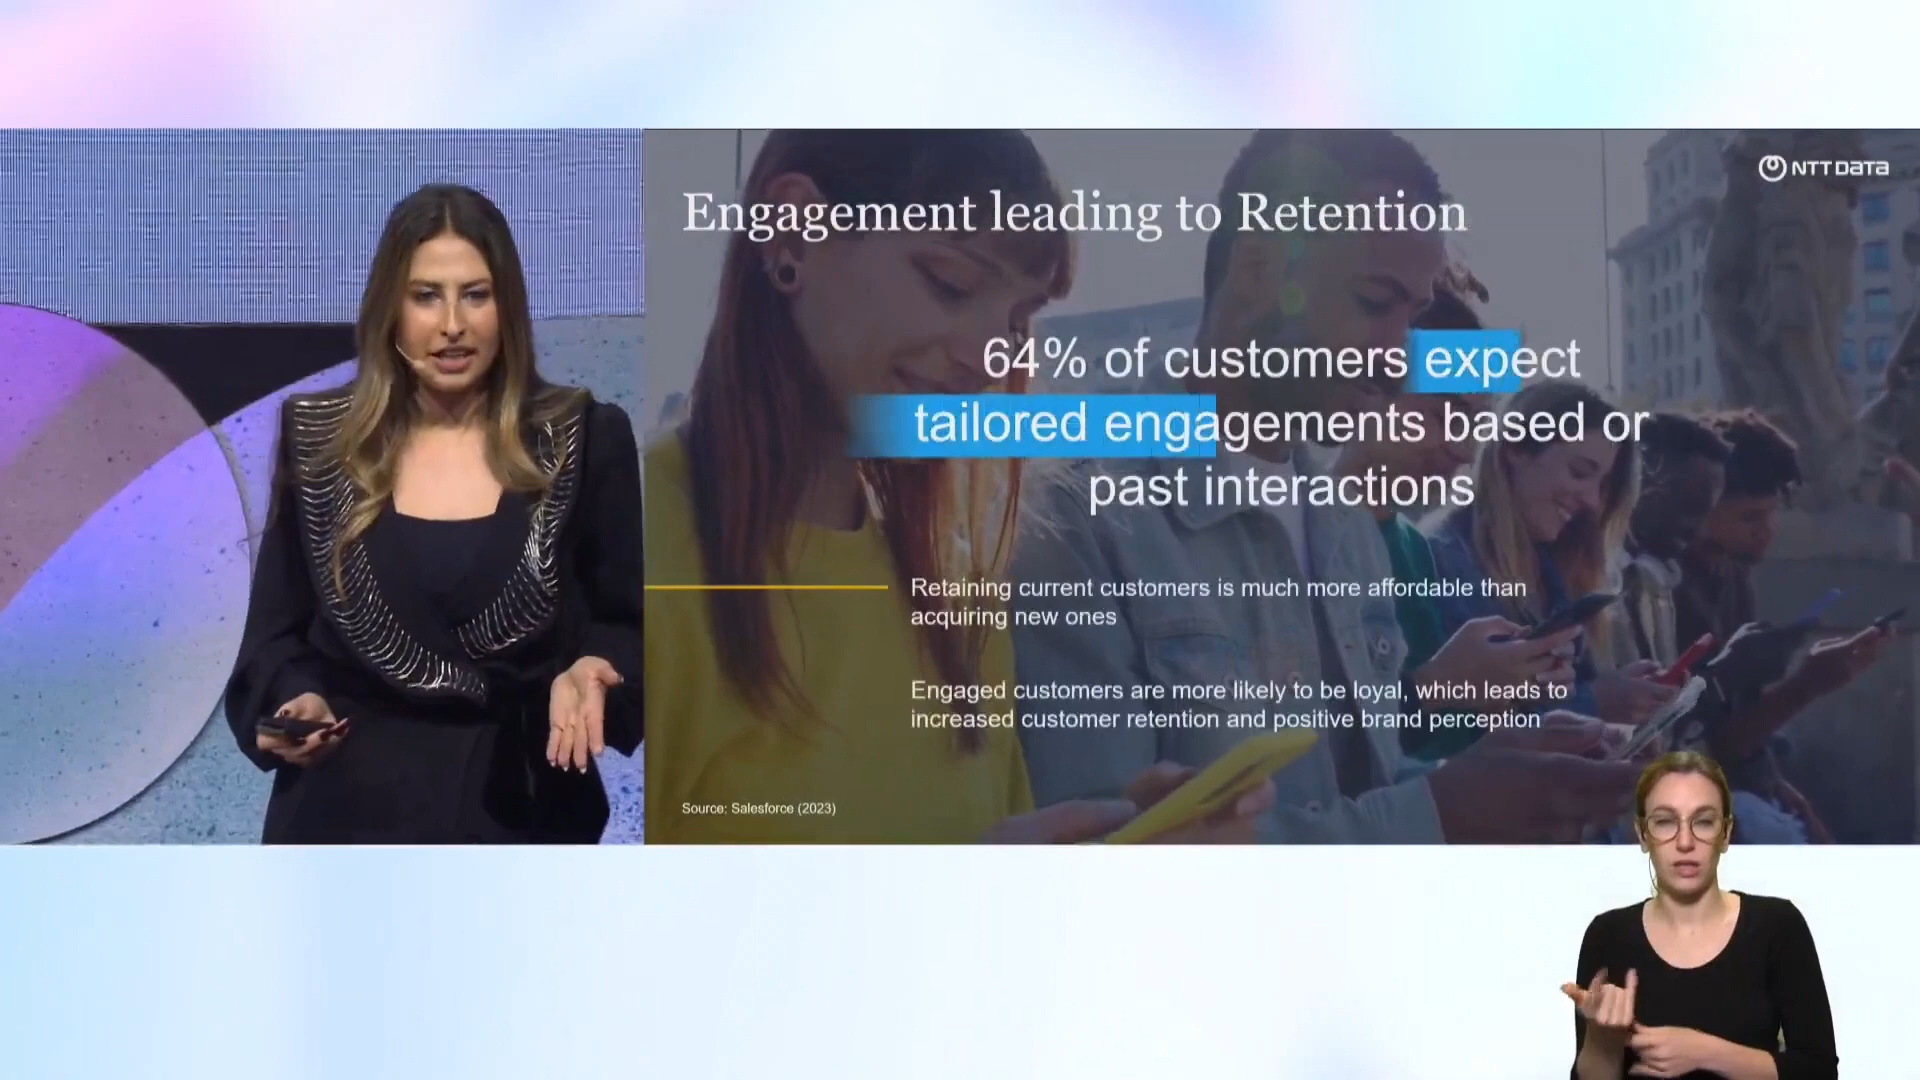 NTT DATA
Engagement leading to Retention
64% of customers expect
tailored engagements based or
past interactions
Retaining current customers is much more affordable than
acquiring new ones
Engaged customers are more likely to be loyal, which leads to
increased customer retention and positive brand perception
Source: Salesforce (2023)